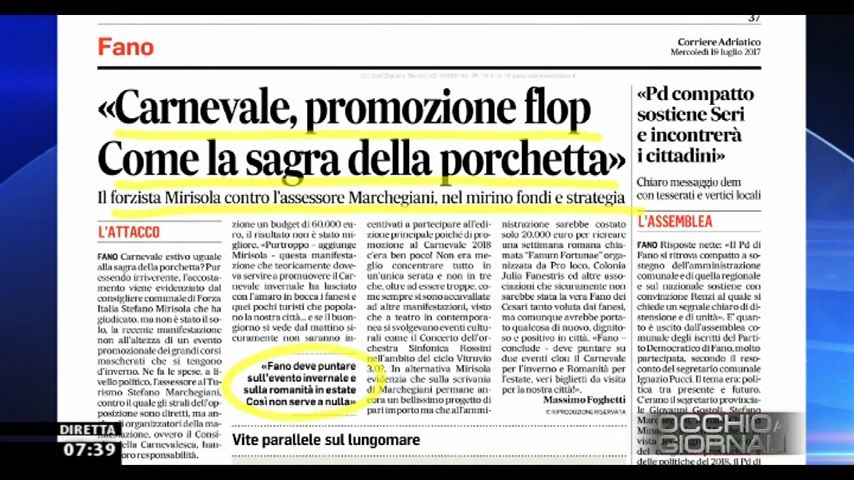 37
Fano
Corriere Adriatico
Mercoledì 19 luglio 2017
«Carnevale, promozione flop
Come la sagra della porchetta»
Il forzista Mirisola contro l'assessore Marchegiani, nel mirino fondi e strategia
L'ATTACCO
FANO Carnevale estivo uguale
alla sagra della porchetta? Pur
essendo irriverente, l'accosta-
mento viene evidenziato dal
consigliere comunale di Forza
Italia Stefano Mirisola che ha
giudicato, ma non è stato il so-
lo, la recente manifestazione
non all'altezza di un evento
promozionale dei grandi corsi
mascherati che si tengono
d'inverno. Ne fa le spese, a li-
vello politico, l'assessore al Tu-
rismo Stefano Marchegiani,
contro il quale gli strali dell'op-
posizione sono diretti, ma an-
organizzatori della ma-
ovvero il Consi-
della Carnevalesca, han-
responsabilità.
zione un budget di 60.000 eu-
ro, il risultato non è stato mi-
gliore. «Purtroppo – aggiunge
Mirisola - questa manifesta-
zione che teoricamente dove-
va servire a promuovere il Car-
nevale invernale ha lasciato
con l'amaro in bocca i fanesi e
quei pochi turisti che popola-
no la nostra città... e se il buon-
giorno si vede dal mattino si-
curamente non saranno in-
«Fano deve puntare
sull'evento invernale e
sulla romanità in estate
Così non serve a nulla»
centivati a partecipare all'edi-
zione principale poiché di pro-
mozione al Carnevale 2018
c'era ben poco! Non era me-
glio concentrare tutto in
un'unica serata e non in tre
che, oltre ad essere troppe, co-
me sempre si sono accavallate
ad altre manifestazioni, visto
che a teatro in contempora-
nea si svolgevano eventi cultu-
rali come il Concerto dell'or-
chestra Sinfonica Rossini
nell'ambito del ciclo Vitruvio
3.0?. In alternativa Mirisola
evidenzia che sulla scrivania
di Marchegiani permane an-
cora un bellissimo progetto di
pari importo ma che all'ammi-
nistrazione sarebbe costato
solo 20.000 euro per ricreare
una settimana romana chia-
mata "Fanum Fortunae" orga-
nizzata da Pro loco, Colonia
Julia Fanestris ed altre asso-
ciazioni che sicuramente non
sarebbe stata la vera Fano dei
Cesari tanto voluta dai fanesi,
ma comunque avrebbe porta-
to qualcosa di nuovo, dignito-
so e positivo in città. «Fano –
conclude - deve puntare su
due eventi clou il Carnevale
per l'inverno e Romanità per
l'estate, veri biglietti da visita
per la nostra città».
Massimo Foghetti
© RIPRODUZIONE RISERVATA
Vite parallele sul lungomare
«Pd compatto
sostiene Seri
e incontrerà
i cittadini»
Chiaro messaggio dem
con tesserati e vertici locali
L'ASSEMBLEA
FANO Risposte nette: «Il Pd di
Fano si ritrova compatto a so-
stegno dell'amministrazione
comunale e di quella regionale
e sul nazionale sostiene con
convinzione Renzi al quale si
chiede un segnale chiaro di di-
stensione e di unità». E' quan-
to è uscito dall'assemblea co-
munale degli iscritti del Parti-
to Democratico di Fano, molto
partecipata, secondo il reso-
conto del segretario comunale
Ignazio Pucci. Il tema era: poli-
tica tra presente e futuro.
C'erano il segretario provincia-
le Giovanni Gostoli, Stefano
delle politiche del 2018, il Pd di
DIRETTA
07:39
OCCHIO AI
GIORNALI